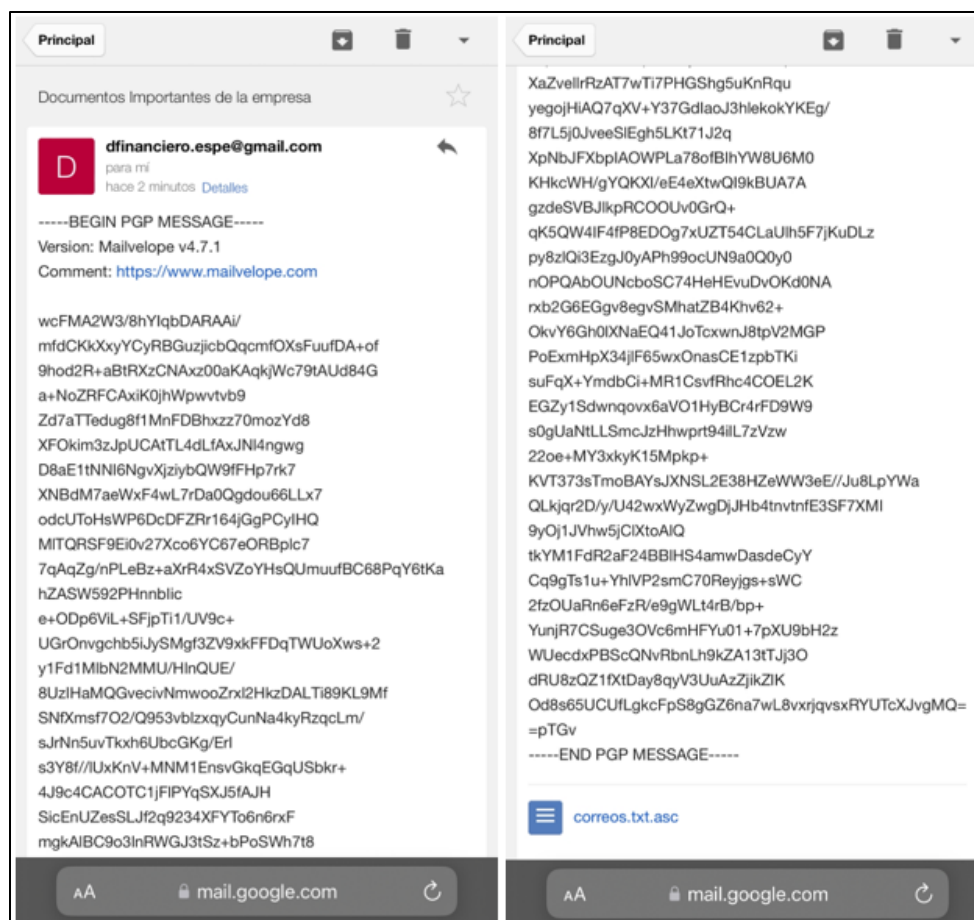 Principal
Documentos Importantes de la empresa
D
dfinanciero.espe@gmail.com
para mí
hace 2 minutos Detalles
-----BEGIN PGP MESSAGE-----
Version: Mailvelope v4.7.1
Comment: https://www.mailvelope.com
wcFMA2W3/8hYIqbDARAAi/
mfdCKkXxyYCyRBGuzjicbQqcmfOXsFuufDA+of
9hod2R+aBtRXzCNAxz00aKAqkjWc79tAUd84G
a+NoZRFCAxiK0jhWpwvtvb9
Zd7aTTedug8f1MnFDBhxzz70mozYd8
XFOkim3zJpUCAtTL4dLfAxJNl4ngwg
D8aE1tNNl6NgvXjziybQW9fFHp7rk7
XNBdM7aeWxF4wL7rDa0Qgdou66LLx7
odcUToHsWP6DcDFZRr164jGgPCylHQ
MITQRSF9Ei0v27Xco6YC67eORBplc7
7qAqZg/nPLeBz+aXrR4xSVZoYHsQUmuufBC68PqY6tKa
hZASW592PHnnblic
e+ODp6ViL+SFjpTi1/UV9c+
UGrOnvgchb5iJySMgf3ZV9xkFFDqTWUoXws+2
y1Fd1MlbN2MMU/HlnQUE/
8UzlHaMQGvecivNmwooZrxl2HkzDALTi89KL9Mf
SNfXmsf7O2/Q953vblzxqyCunNa4kyRzqcLm/
sJrNn5uvTkxh6UbcGKg/Erl
s3Y8f//lUxKnV+MNM1EnsvGkqEGqUSbkr+
4J9c4CACOTC1jFlPYqSXJ5fAJH
SicEnUZesSLJf2q9234XFYTo6n6rxF
mgkAlBC9o3lnRWGJ3tSz+bPoSWh7t8
AA mail.google.com
Principal
XaZvellrRzAT7wTi7PHGShg5uKnRqu
yegojHiAQ7qXV+Y37GdlaoJ3hlekokYKEg/
8f7L5j0JveeSlEgh5LKt71J2q
XpNbJFXbplAOWPLa78ofBlhYW8U6M0
KHkcWH/gYQKXl/eE4eXtwQl9kBUA7A
gzdeSVBJlkpRCOOUv0GrQ+
qK5QW4lF4fP8EDOg7xUZT54CLaUlh5F7jKuDLz
py8zlQi3EzgJ0yAPh99ocUN9a0Q0y0
nOPQAbOUNcboSC74HeHEvuDvOKd0NA
rxb2G6EGgv8egvSMhatZB4Khv62+
OkvY6Gh0lXNaEQ41JoTcxwnJ8tpV2MGP
PoExmHpX34jlF65wxOnasCE1zpbTKi
suFqX+YmdbCi+MR1CsvfRhc4COEL2K
EGZy1Sdwnqovx6aVO1HyBCr4rFD9W9
s0gUaNtLLSmcJzHhwprt94ilL7zVzw
22oe+MY3xkyK15Mpkp+
KVT373sTmoBAYsJXNSL2E38HZeWW3eE//Ju8LpYWa
QLkjqr2D/y/U42wxWyZwgDjJHb4tnvtnfE3SF7XMl
9yOj1JVhw5jClXtoAlQ
tkYM1FdR2aF24BBlHS4amwDasdeCyY
Cq9gTs1u+YhlVP2smC70Reyjgs+sWC
2fzOUaRn6eFzR/e9gWLt4rB/bp+
YunjR7CSuge3OVc6mHFYu01+7pXU9bH2z
WUecdxPBScQNvRbnLh9kZA13tTJj3O
dRU8zQZ1fXtDay8qyV3UuAzZjikZlK
Od8s65UCUfLgkcFpS8gGZ6na7wL8vxrjqvsxRYUTcXJvgMQ=
=pTGv
-----END PGP MESSAGE-----
correos.txt.asc
AA mail.google.com